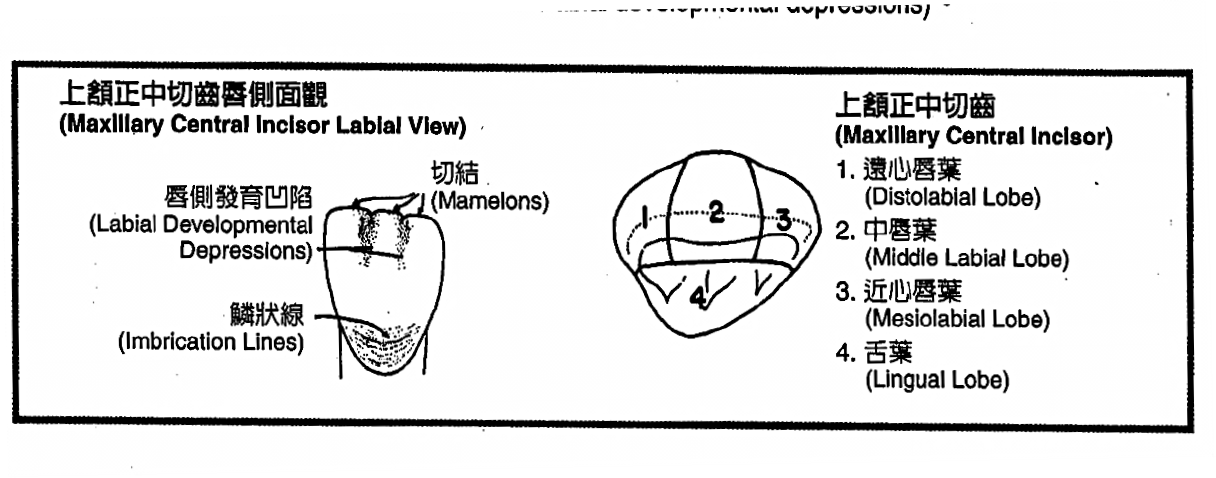 developmental depressions)。
上顎正中切齒唇側面觀
(Maxillary Central Incisor Labial View)
切結
(Mamelons)
唇側發育凹陷
(Labial Developmental
Depressions)
鱗狀線
(Imbrication Lines)
1
2
3
4
上顎正中切齒
(Maxillary Central Incisor)
1. 遠心唇葉
(Distolabial Lobe)
2. 中唇葉
(Middle Labial Lobe)
3. 近心唇葉
(Mesiolabial Lobe)
4. 舌葉
(Lingual Lobe)